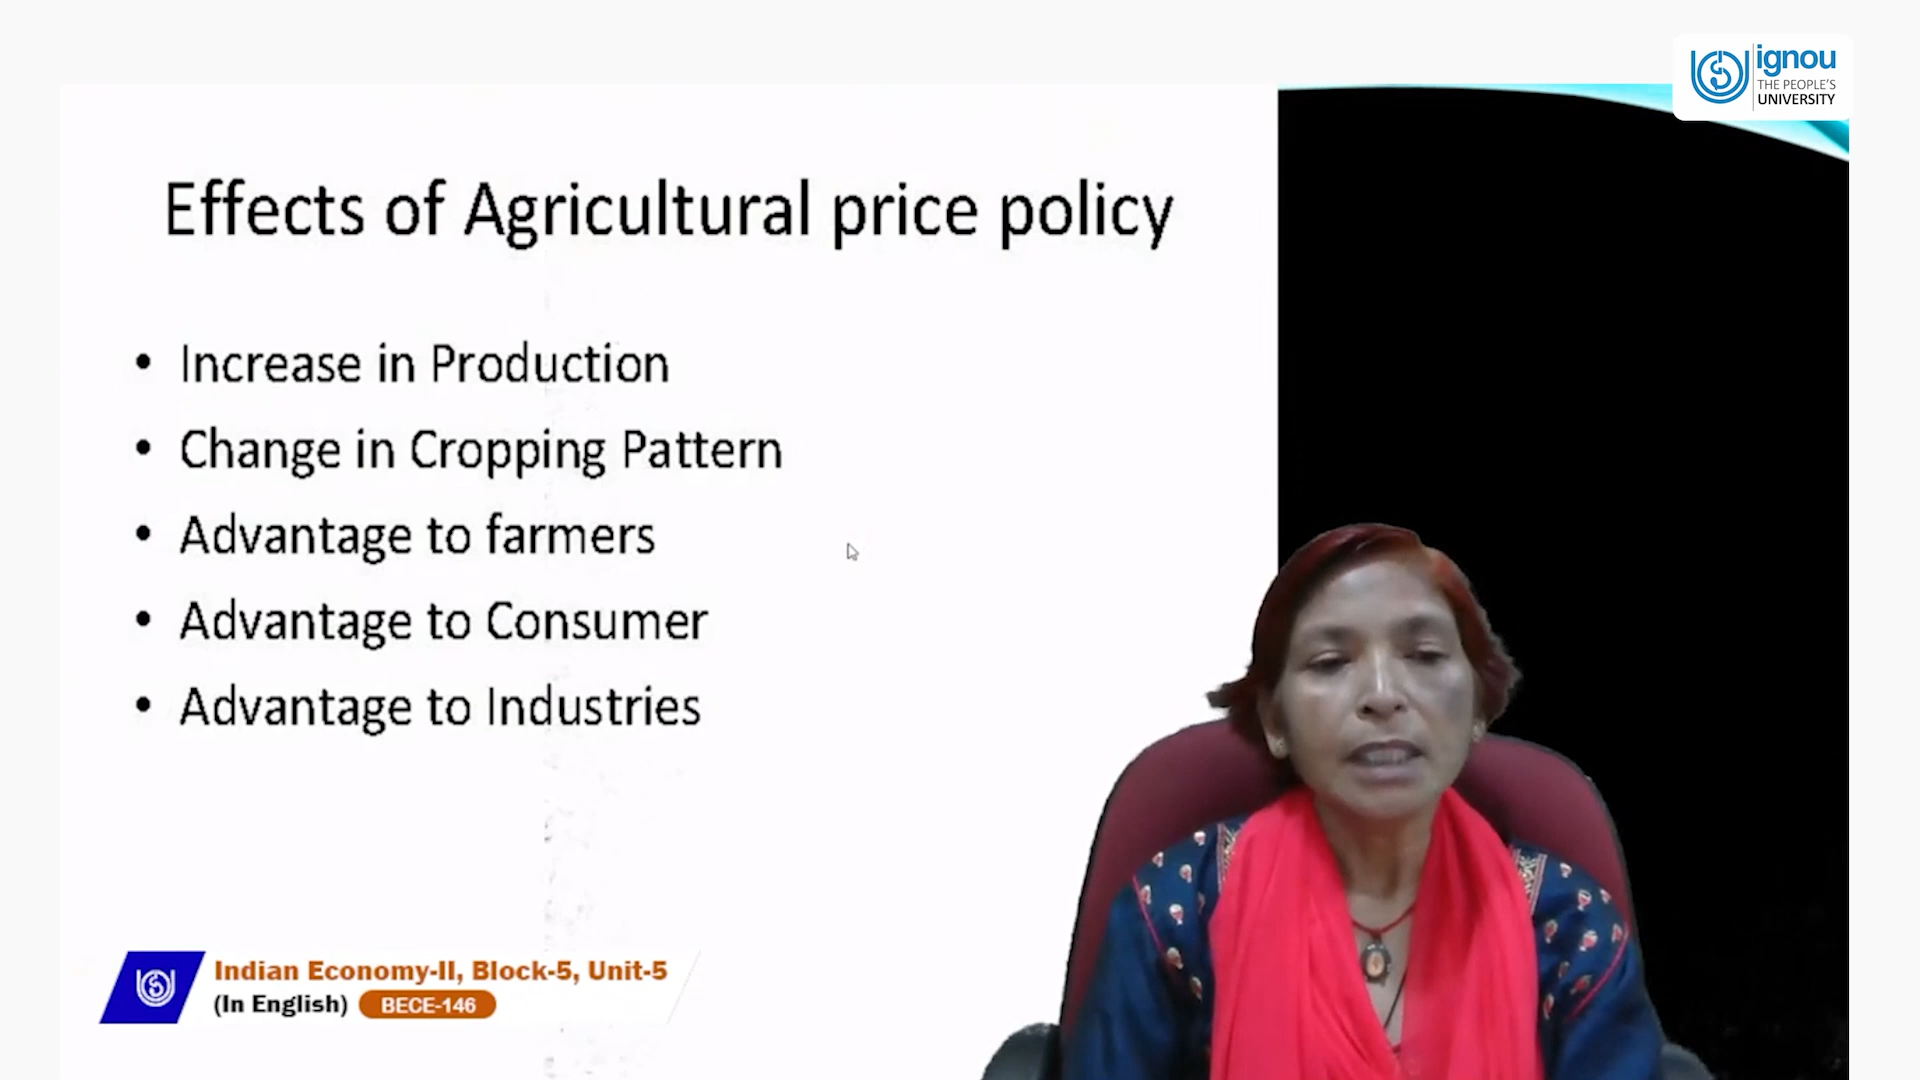 ignou
THE PEOPLE'S
UNIVERSITY
Effects of Agricultural price policy
• Increase in Production
• Change in Cropping Pattern
• Advantage to farmers
• Advantage to Consumer
• Advantage to Industries
Indian Economy-II, Block-5, Unit-5
(In English) BECE-146